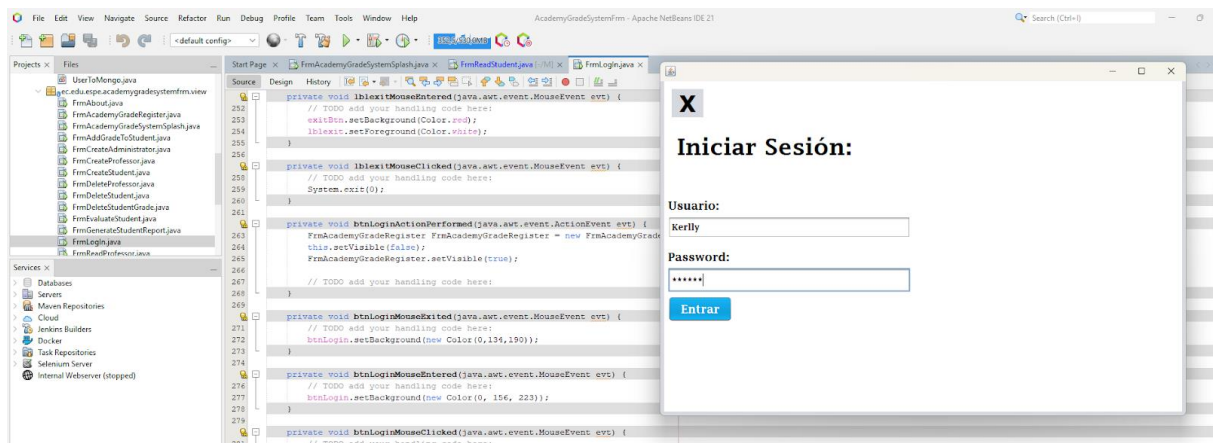 File Edit View Navigate Source Refactor Run Debug Profile Team Tools Window Help
AcademyGradeSystemFrm - Apache NetBeans IDE 21
Search (Ctrl+I)
<default config>
Projects Files
UserToMongo.java
ec.edu.espe.academygradesystemfrm.view
FrmAbout.java
FrmAcademyGradeRegister.java
FrmAcademyGradeSystemSplash.java
FrmAddGradeToStudent.java
FrmCreateAdministrator.java
FrmCreateProfessor.java
FrmCreateStudent.java
FrmDeleteProfessor.java
FrmDeleteStudent.java
FrmDeleteStudentGrade.java
FrmEvaluateStudent.java
FrmGenerateStudentReport.java
FrmLogIn.java
FrmReadProfessor.java
Services
Databases
Servers
Maven Repositories
Cloud
Jenkins Builders
Docker
Task Repositories
Selenium Server
Internal Webserver (stopped)
Start Page FrmAcademyGradeSystemSplash.java FrmReadStudent.java [-/M] FrmLogIn.java
Source Design History
private void lblexitMouseEntered(java.awt.event.MouseEvent evt) {
252 // TODO add your handling code here:
253 exitBtn.setBackground(Color.red);
254 lblexit.setForeground(Color.white);
255 }
256
private void lblexitMouseClicked(java.awt.event.MouseEvent evt) {
258 // TODO add your handling code here:
259 System.exit(0);
260 }
261
private void btnLoginActionPerformed(java.awt.event.ActionEvent evt) {
263 FrmAcademyGradeRegister FrmAcademyGradeRegister = new FrmAcademyGrade
264 this.setVisible(false);
265 FrmAcademyGradeRegister.setVisible(true);
266
267 // TODO add your handling code here:
268 }
269
private void btnLoginMouseExited(java.awt.event.MouseEvent evt) {
271 // TODO add your handling code here:
272 btnLogin.setBackground(new Color(0,134,190));
273 }
274
private void btnLoginMouseEntered(java.awt.event.MouseEvent evt) {
276 // TODO add your handling code here:
277 btnLogin.setBackground(new Color(0, 156, 223));
278 }
279
private void btnLoginMouseClicked(java.awt.event.MouseEvent evt) {
X
Iniciar Sesión:
Usuario:
Kerlly
Password:
******
Entrar